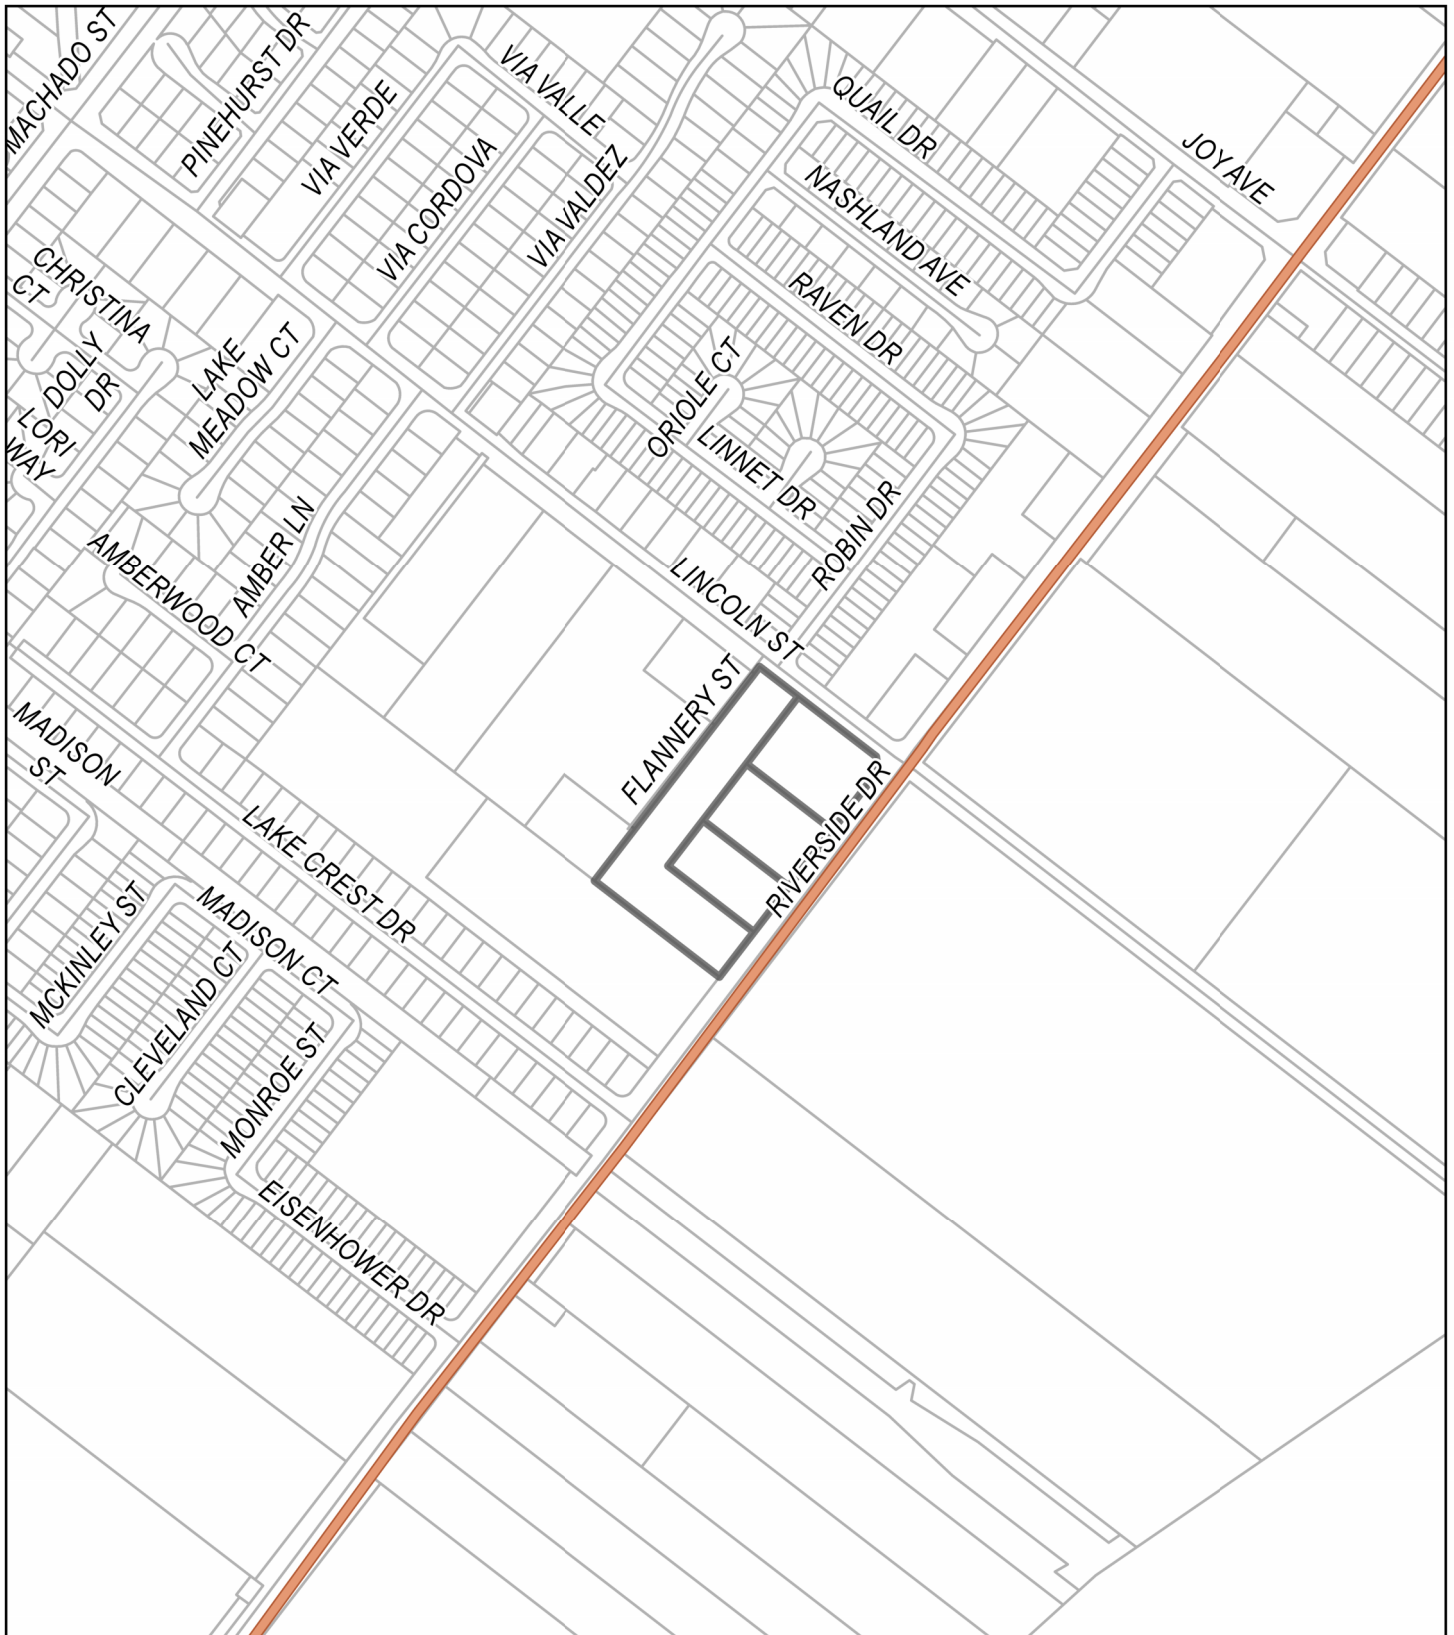 MACHADO ST
PINEHURST DR
VIA VERDE
VIA VALLE
VIA CORDOVA
VIA VALDEZ
QUAIL DR
JOY AVE
NASHLAND AVE
RAVEN DR
CHRISTINA
CT
DOLLY
DR
LORI
WAY
LAKE
MEADOW CT
ORIOLE CT
LINNET DR
ROBIN DR
AMBER LN
AMBERWOOD CT
LINCOLN ST
FLANNERY ST
RIVERSIDE DR
MADISON
ST
LAKE CREST DR
MCKINLEY ST
MADISON CT
CLEVELAND CT
MONROE ST
EISENHOWER DR